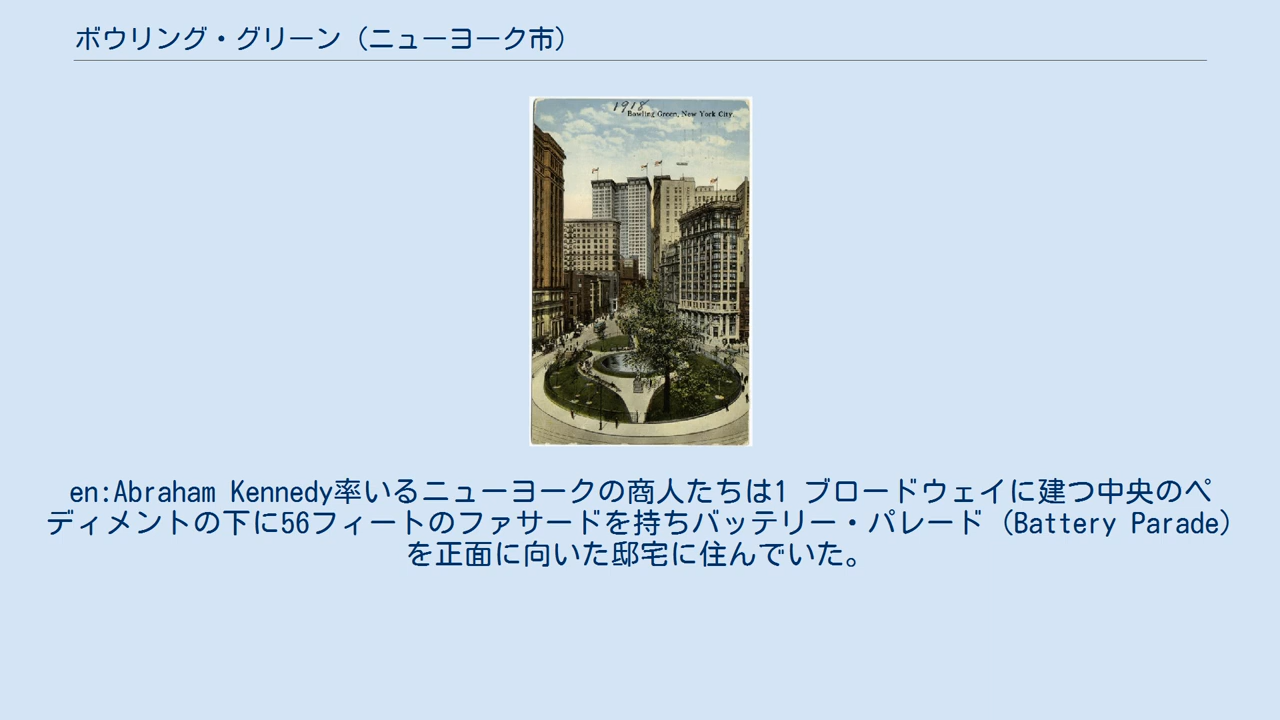 ボウリング・グリーン（ニューヨーク市）
1918
Bowling Green, New York City.
en:Abraham Kennedy率いるニューヨークの商人たちは1 ブロードウェイに建つ中央のペ
ディメントの下に56フィートのファサードを持ちバッテリー・パレード（Battery Parade）
を正面に向いた邸宅に住んでいた。